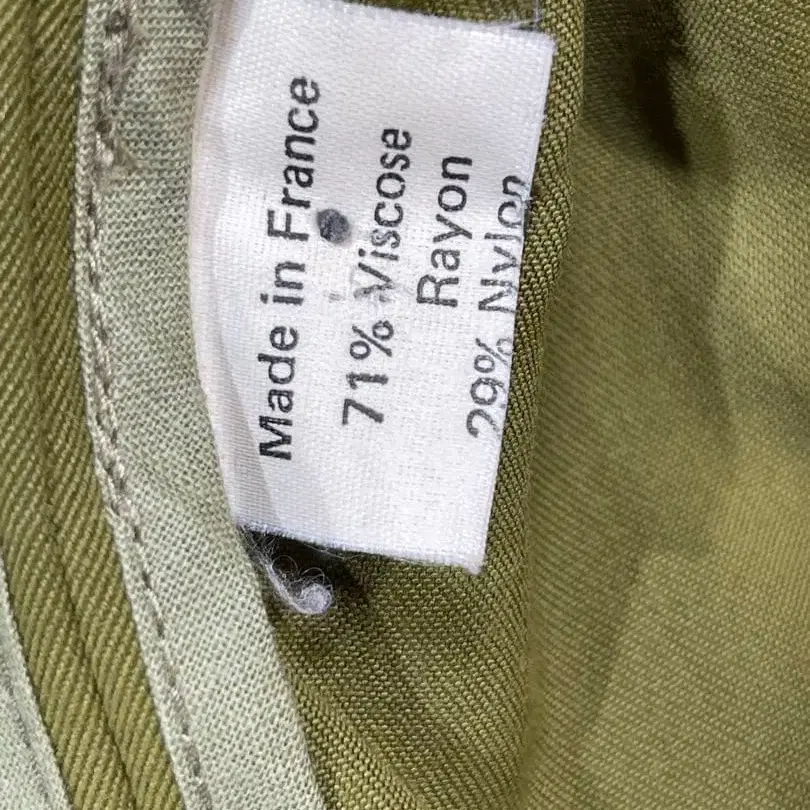 Made in France
71% Viscose
Rayon
29% Nylon